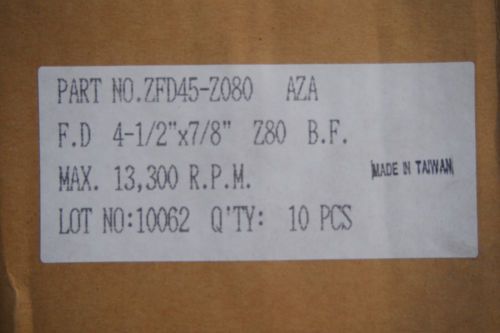 PART NO.ZFD45-Z080 AZA
F.D 4-1/2"x7/8" Z80 B.F.
MAX. 13,300 R.P.M.
MADE IN TAIWAN
LOT NO:10062 Q'TY: 10 PCS